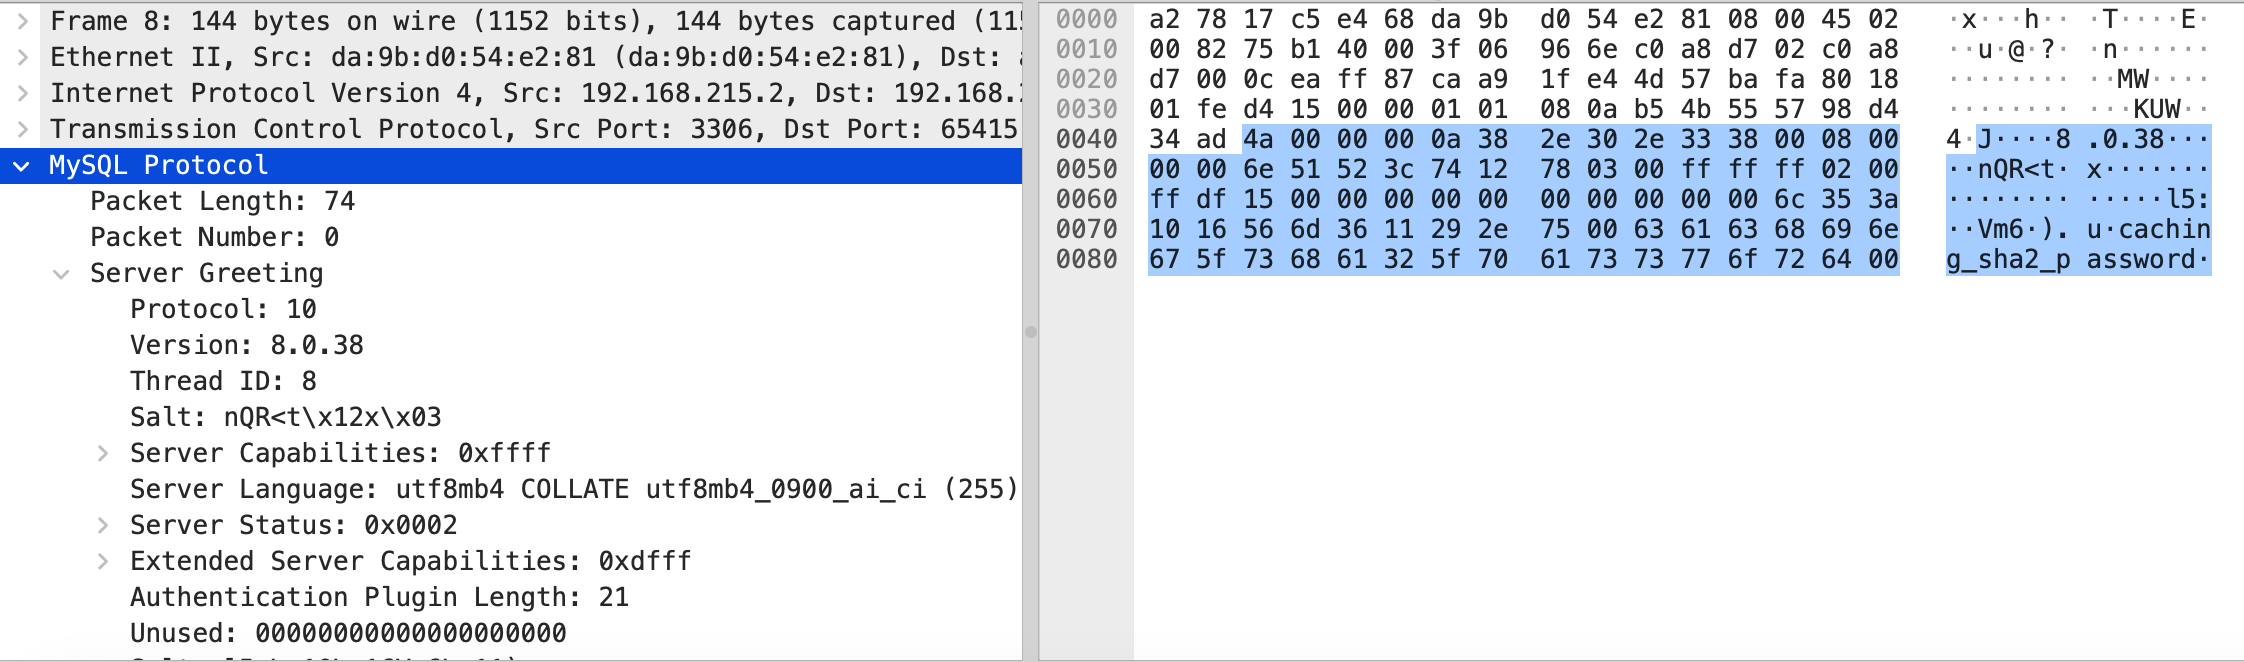 Frame 8: 144 bytes on wire (1152 bits), 144 bytes captured (115
Ethernet II, Src: da:9b:d0:54:e2:81 (da:9b:d0:54:e2:81), Dst:
Internet Protocol Version 4, Src: 192.168.215.2, Dst: 192.168.2
Transmission Control Protocol, Src Port: 3306, Dst Port: 65415
MySQL Protocol
Packet Length: 74
Packet Number: 0
Server Greeting
Protocol: 10
Version: 8.0.38
Thread ID: 8
Salt: nQR<t\x12x\x03
Server Capabilities: 0xffff
Server Language: utf8mb4 COLLATE utf8mb4_0900_ai_ci (255)
Server Status: 0x0002
Extended Server Capabilities: 0xdfff
Authentication Plugin Length: 21
Unused: 00000000000000000000
0000 a2 78 17 c5 e4 68 da 9b d0 54 e2 81 08 00 45 02 ·x···h·· ·T····E·
0010 00 82 75 b1 40 00 3f 06 96 6e c0 a8 d7 02 c0 a8 ··u·@·?· ·n······
0020 d7 00 0c ea ff 87 ca a9 1f e4 4d 57 ba fa 80 18 ········ ··MW····
0030 01 fe d4 15 00 00 01 01 08 0a b5 4b 55 57 98 d4 ········ ···KUW··
0040 34 ad 4a 00 00 00 0a 38 2e 30 2e 33 38 00 08 00 4·J····8 .0.38···
0050 00 00 6e 51 52 3c 74 12 78 03 00 ff ff ff 02 00 ··nQR<t· x·······
0060 ff df 15 00 00 00 00 00 00 00 00 00 00 6c 35 3a ········ ·····l5:
0070 10 16 56 6d 36 11 29 2e 75 00 63 61 63 68 69 6e ··Vm6·). u·cachin
0080 67 5f 73 68 61 32 5f 70 61 73 73 77 6f 72 64 00 g_sha2_p assword·